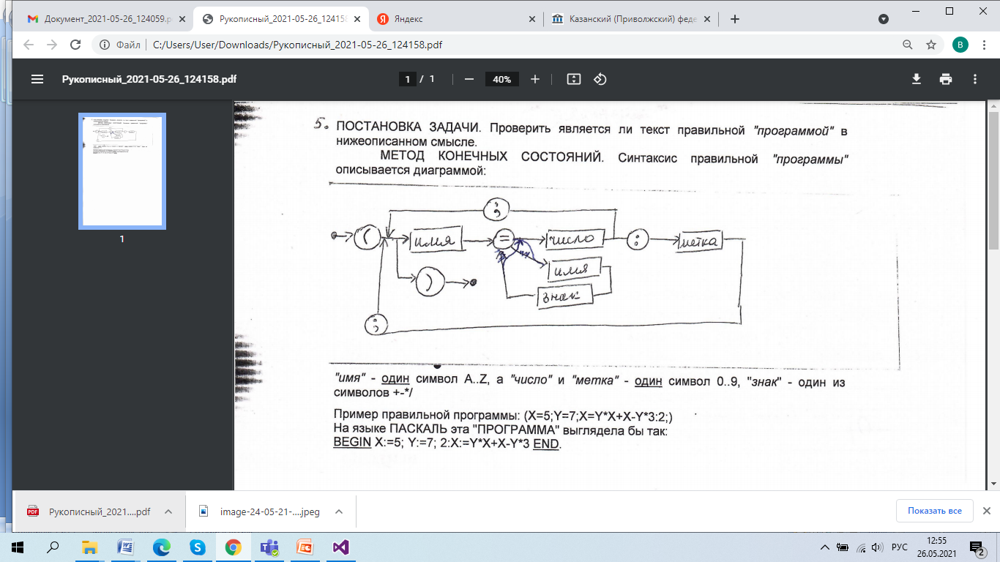 Документ_2021-05-26_124059.p
Рукописный_2021-05-26_124158
Яндекс
Казанский (Приволжский) феде
Файл
C:/Users/User/Downloads/Рукописный_2021-05-26_124158.pdf
B
Рукописный_2021-05-26_124158.pdf
1 / 1
40%
1
5. ПОСТАНОВКА ЗАДАЧИ. Проверить является ли текст правильной "программой" в
нижеописанном смысле.
МЕТОД КОНЕЧНЫХ СОСТОЯНИЙ. Синтаксис правильной "программы"
описывается диаграммой:
;
( имя = число : метка
имя
)
знак
;
"имя" - один символ A..Z, а "число" и "метка" - один символ 0..9, "знак" - один из
символов +-*/
Пример правильной программы: (X=5;Y=7;X=Y*X+X-Y*3:2;)
На языке ПАСКАЛЬ эта "ПРОГРАММА" выглядела бы так:
BEGIN X:=5; Y:=7; 2:X:=Y*X+X-Y*3 END.
Рукописный_2021....pdf
image-24-05-21-....jpeg
Показать все
РУС
12:55
26.05.2021
2